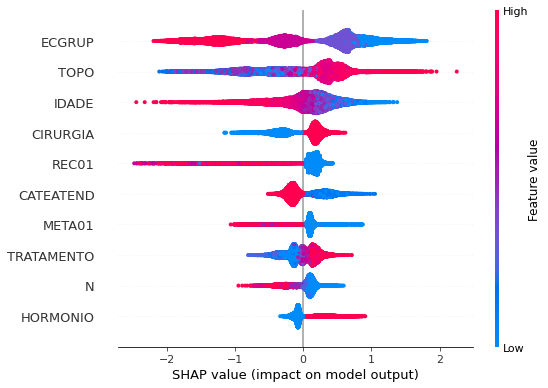 High
ECGRUP
TOPO
IDADE
CIRURGIA
REC01
CATEATEND
META01
TRATAMENTO
N
HORMONIO
Feature value
Low
−2 −1 0 1 2
SHAP value (impact on model output)